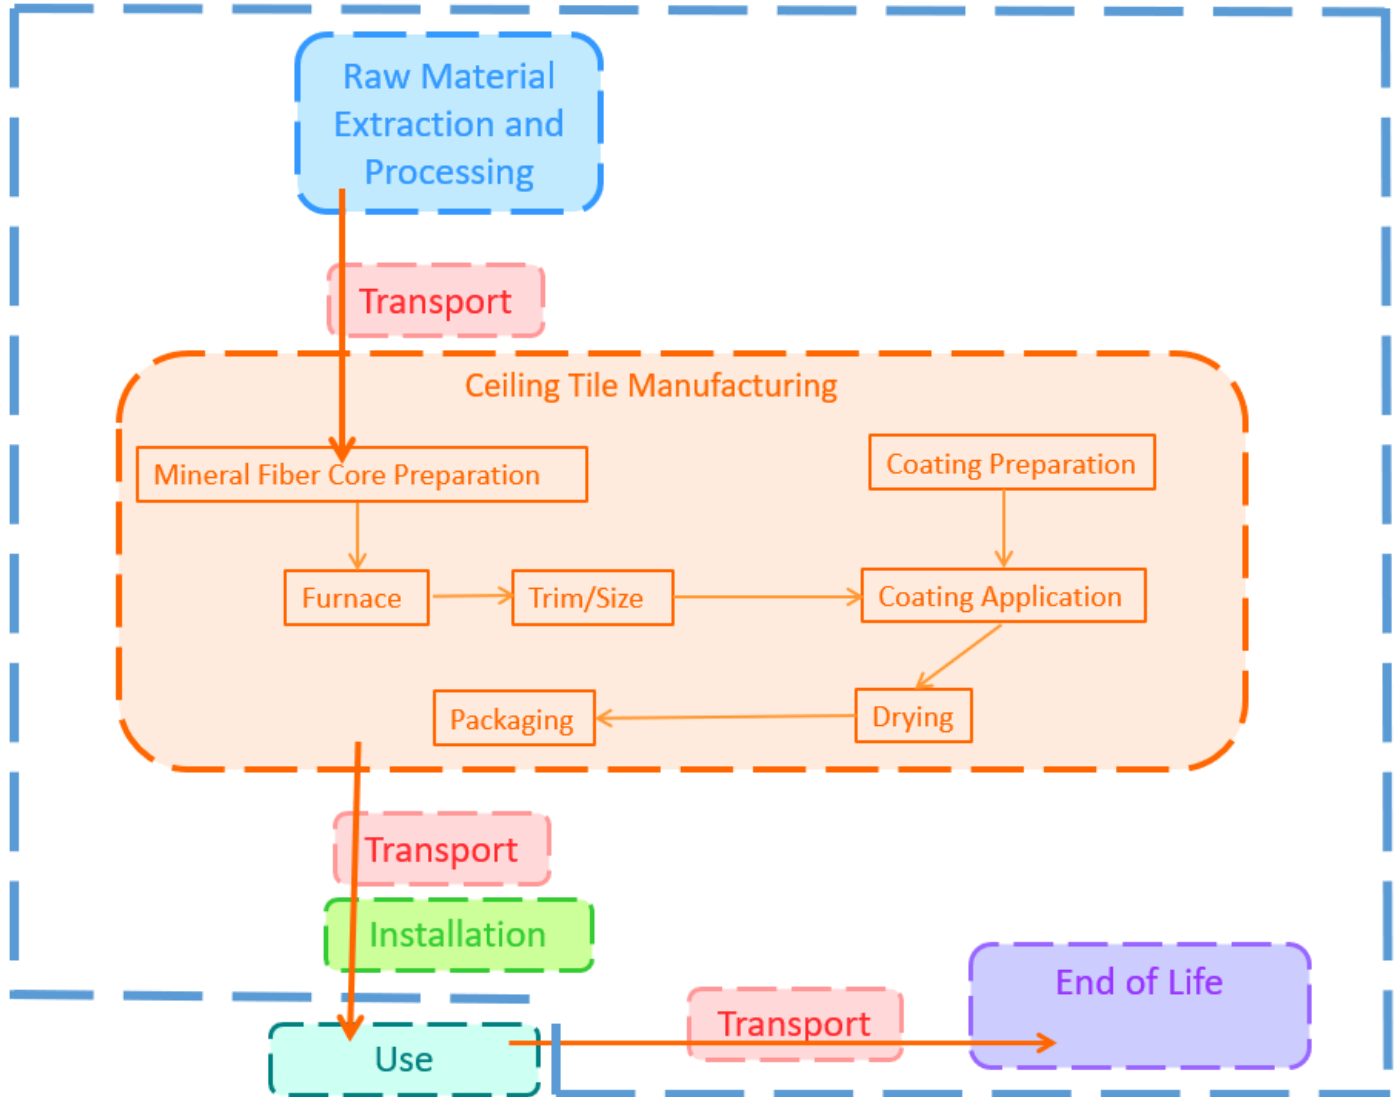 Raw Material
Extraction and
Processing
Transport
Ceiling Tile Manufacturing
Mineral Fiber Core Preparation
Coating Preparation
Furnace
Trim/Size
Coating Application
Packaging
Drying
Transport
Installation
End of Life
Transport
Use